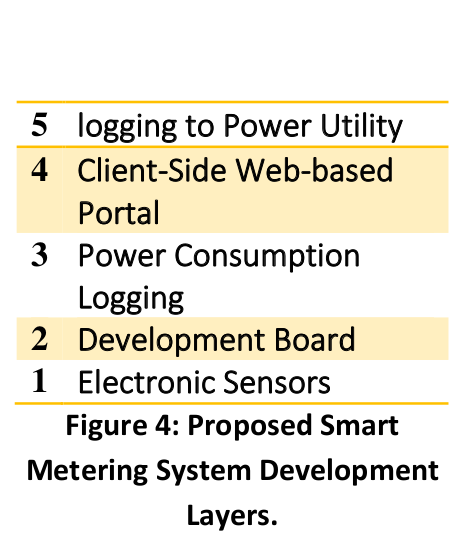 5 logging to Power Utility
4 Client-Side Web-based
Portal
3 Power Consumption
Logging
2 Development Board
1 Electronic Sensors
Figure 4: Proposed Smart
Metering System Development
Layers.